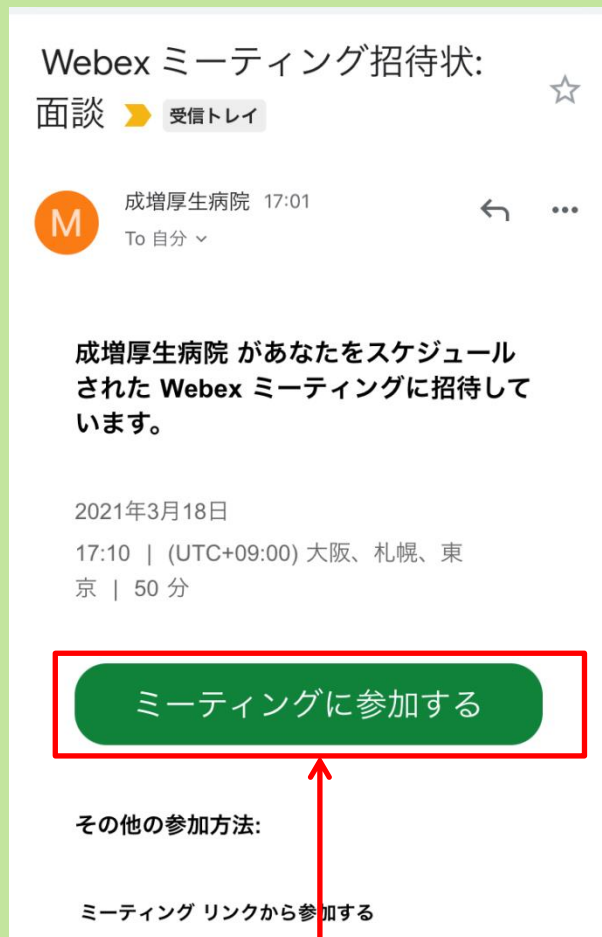 Webex ミーティング招待状:
面談 受信トレイ
M
成増厚生病院 17:01
To 自分
成増厚生病院 があなたをスケジュール
された Webex ミーティングに招待して
います。
2021年3月18日
17:10 | (UTC+09:00) 大阪、札幌、東
京 | 50 分
ミーティングに参加する
その他の参加方法:
ミーティング リンクから参加する